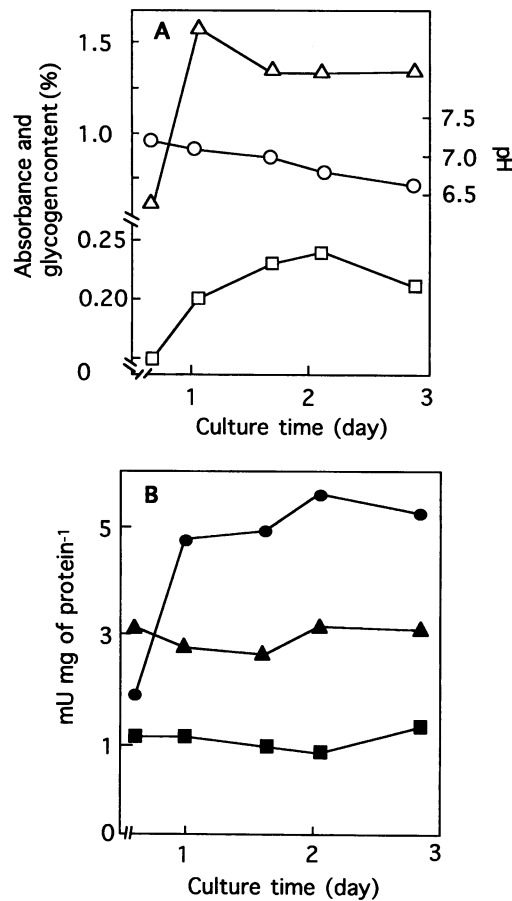 A
1.5
1.0
0.25
0.20
0
7.5
7.0
6.5
pH
Absorbance and
glycogen content (%)
1 2 3
Culture time (day)
B
5
3
1
0
mU mg of protein-1
1 2 3
Culture time (day)